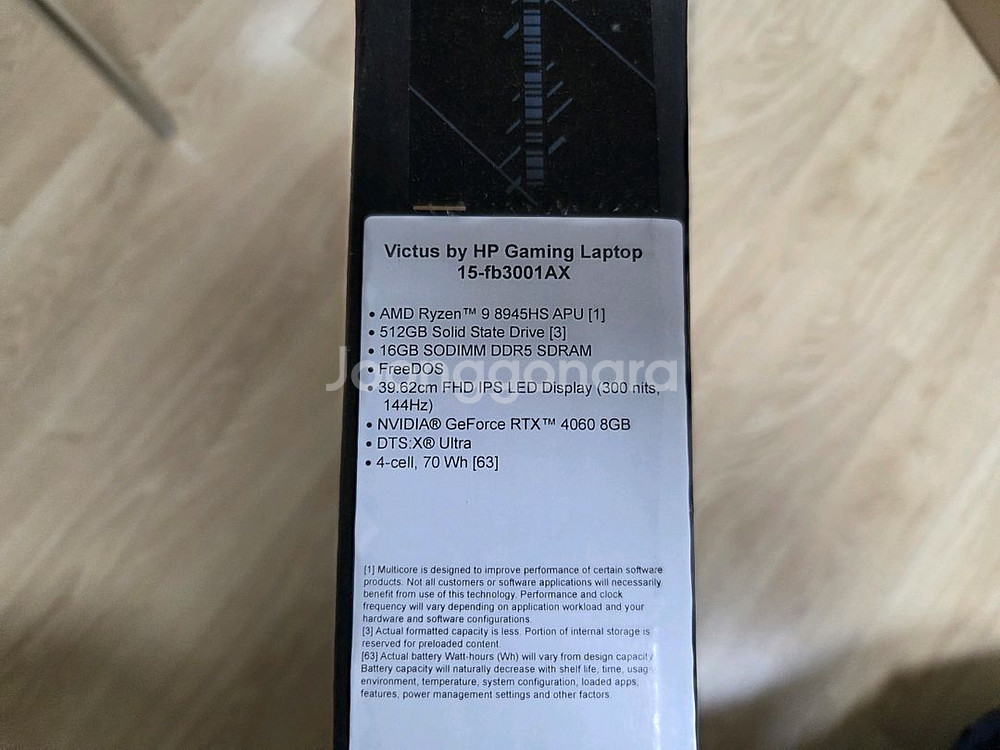 Victus by HP Gaming Laptop
15-fb3001AX
• AMD Ryzen™ 9 8945HS APU [1]
• 512GB Solid State Drive [3]
• 16GB SODIMM DDR5 SDRAM
• FreeDOS
Joonggonara
• 39.62cm FHD IPS LED Display (300 nits,
144Hz)
• NVIDIA® GeForce RTX™ 4060 8GB
• DTS:X® Ultra
• 4-cell, 70 Wh [63]
[1] Multicore is designed to improve performance of certain software
products. Not all customers or software applications will necessarily
benefit from use of this technology. Performance and clock
frequency will vary depending on application workload and your
hardware and software configurations.
[3] Actual formatted capacity is less. Portion of internal storage is
reserved for preloaded content.
[63] Actual battery Watt-hours (Wh) will vary from design capacity
Battery capacity will naturally decrease with shelf life, time, usag
environment, temperature, system configuration, loaded apps,
features, power management settings and other factors.